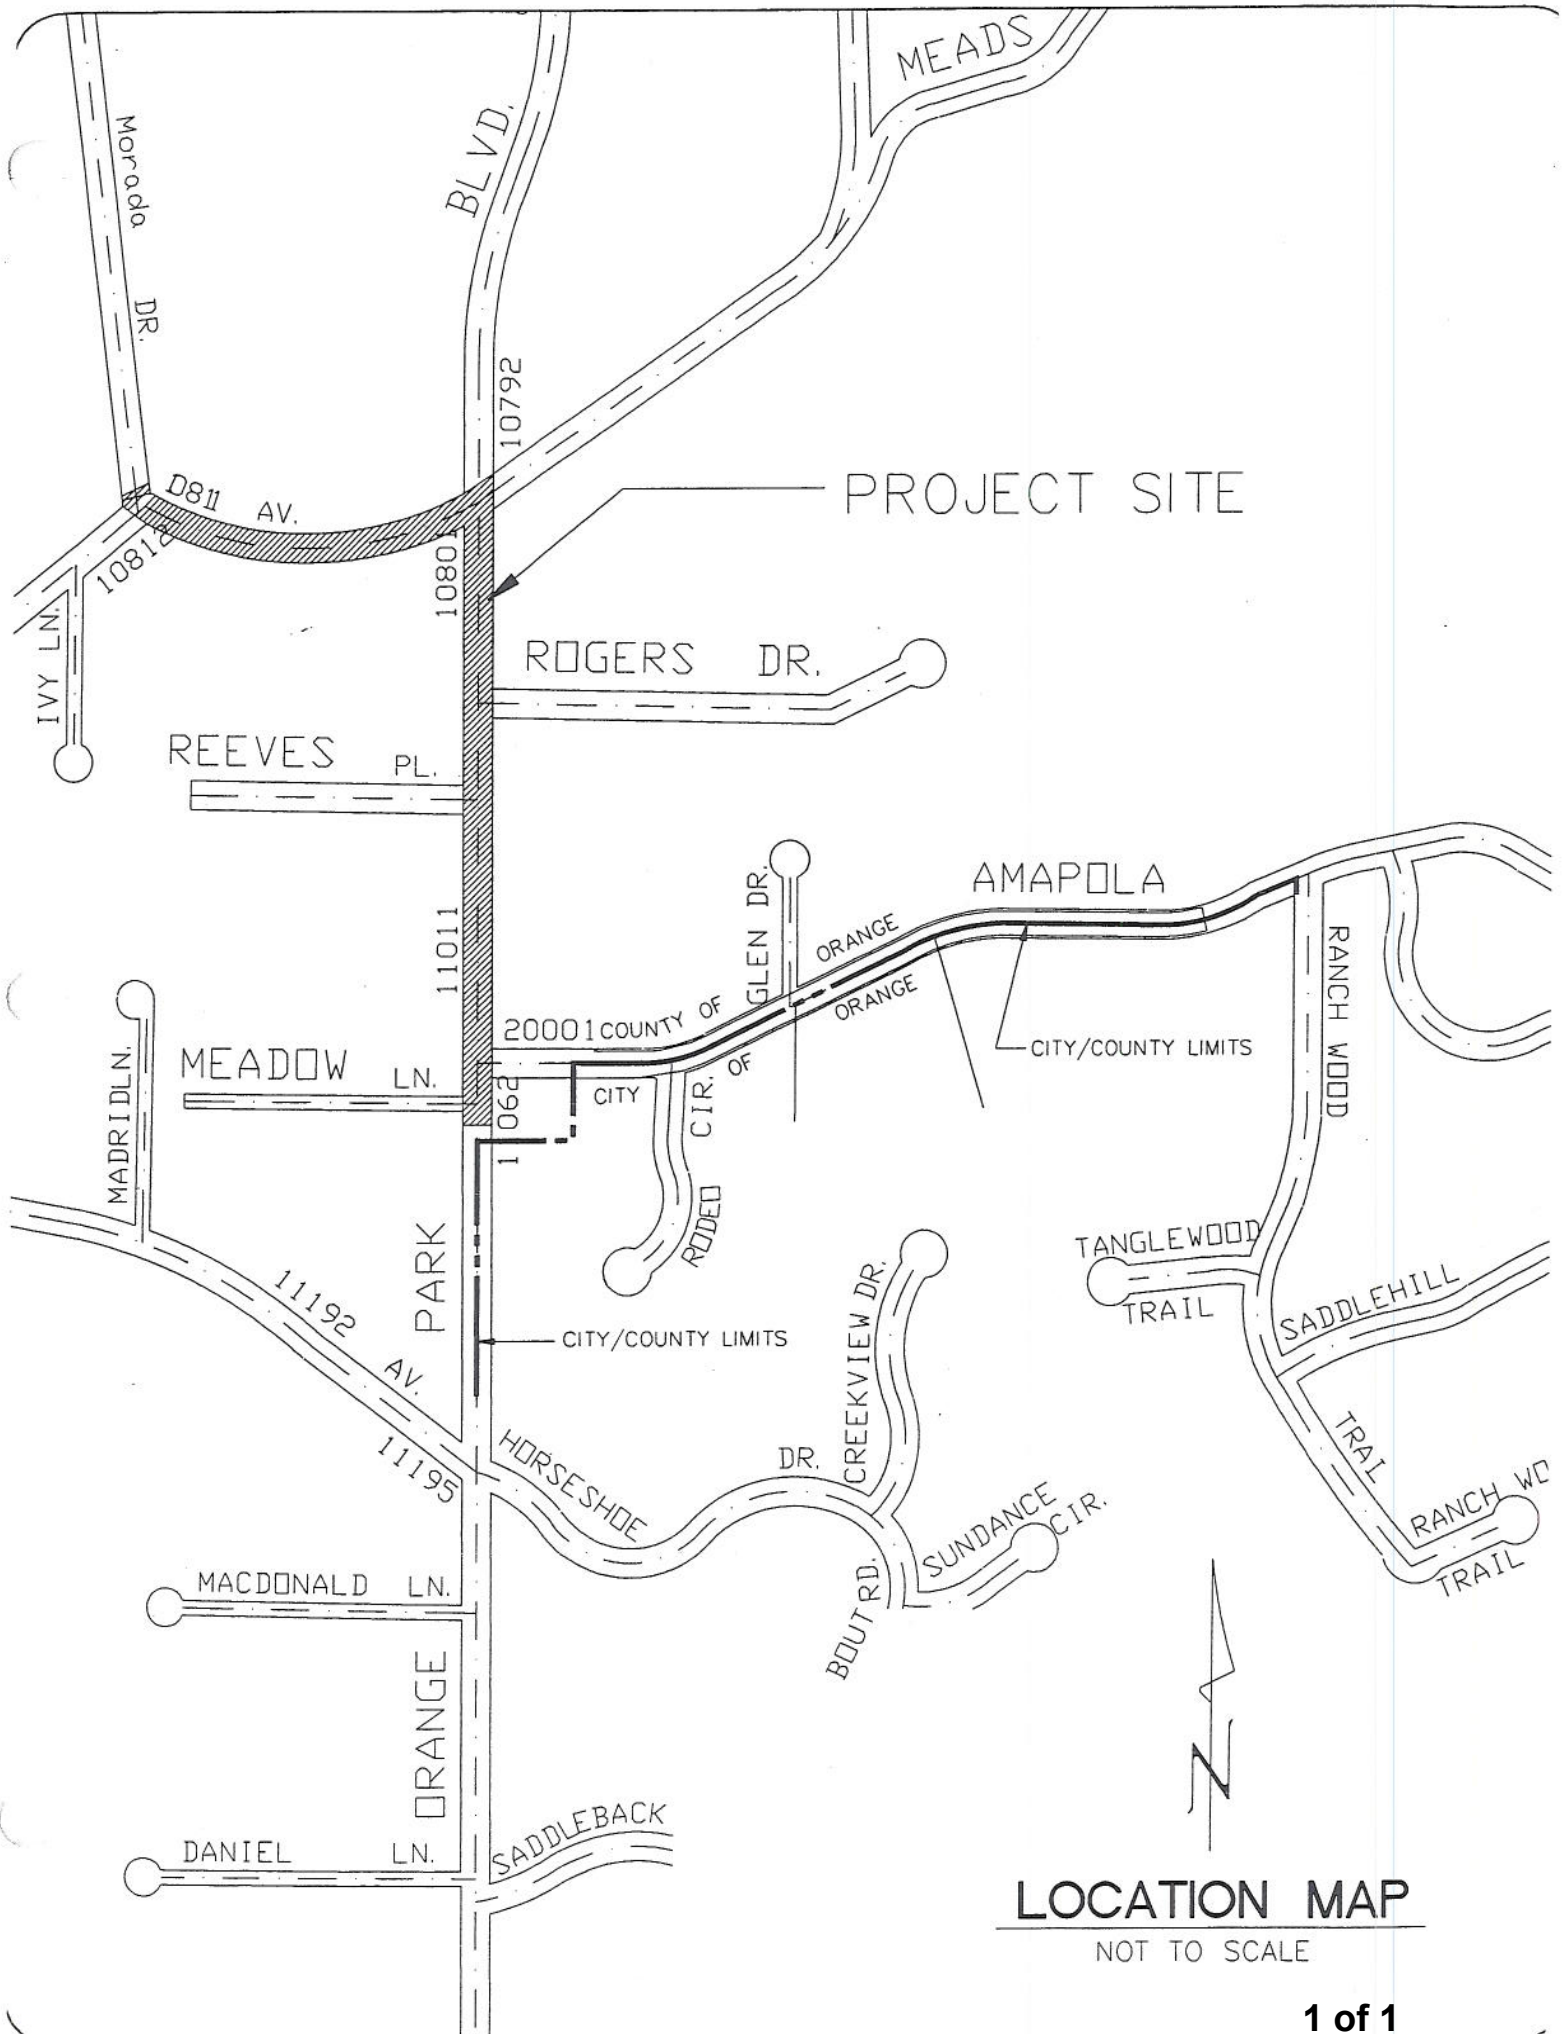 MEADS
BLVD.
Morada
DR.
10792
D811
AV.
PROJECT SITE
10812
10801
IVY LN.
ROGERS DR.
REEVES PL.
AMAPOLA
GLEN DR.
ORANGE
11011
RANCH WOOD
ORANGE
20001
COUNTY OF
CITY/COUNTY LIMITS
MEADOW LN.
MADRID LN.
OF
CITY
CIR.
1 062
RODEO
PARK
TANGLEWOOD
TRAIL
SADDLEHILL
11192
CITY/COUNTY LIMITS
CREEKVIEW DR.
AV.
11195
HORSESHOE
DR.
TRAIL
SUNDANCE
CIR.
RANCH WO
TRAIL
BOUT RD.
MACDONALD LN.
ORANGE
N
DANIEL LN.
SADDLEBACK
LOCATION MAP
NOT TO SCALE
1 of 1